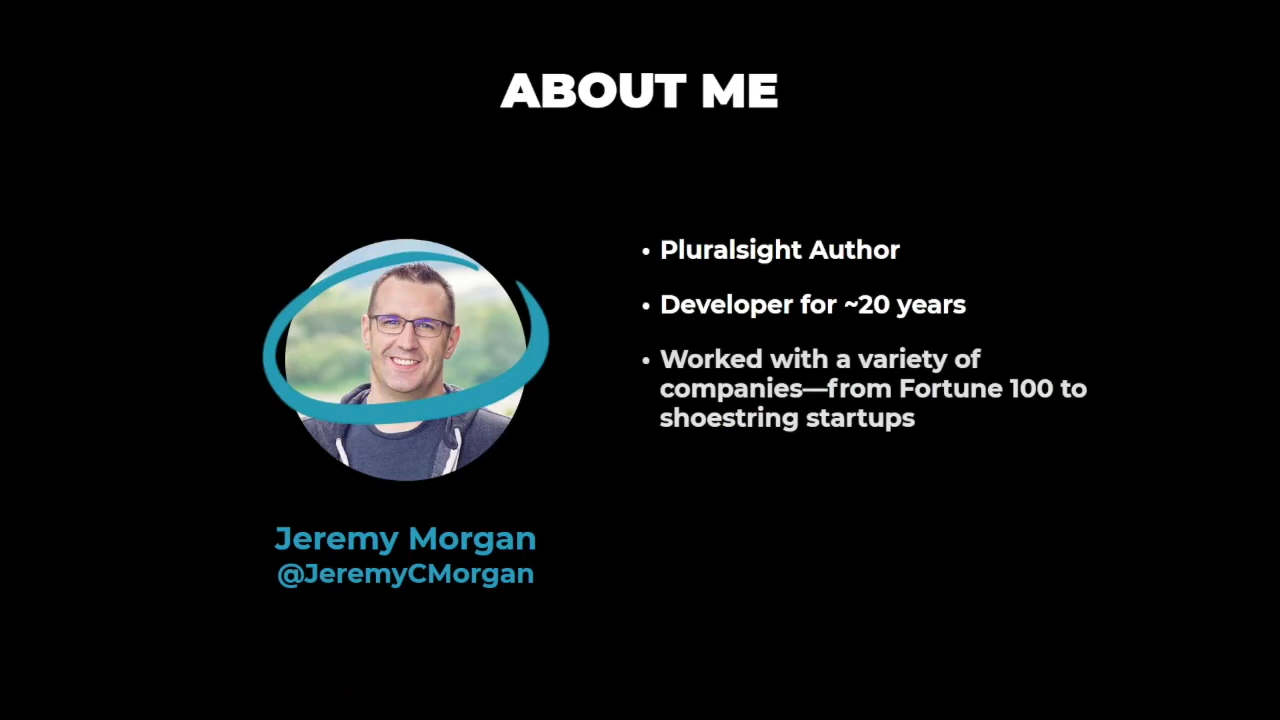 ABOUT ME
• Pluralsight Author
• Developer for ~20 years
• Worked with a variety of
companies—from Fortune 100 to
shoestring startups
Jeremy Morgan
@JeremyCMorgan